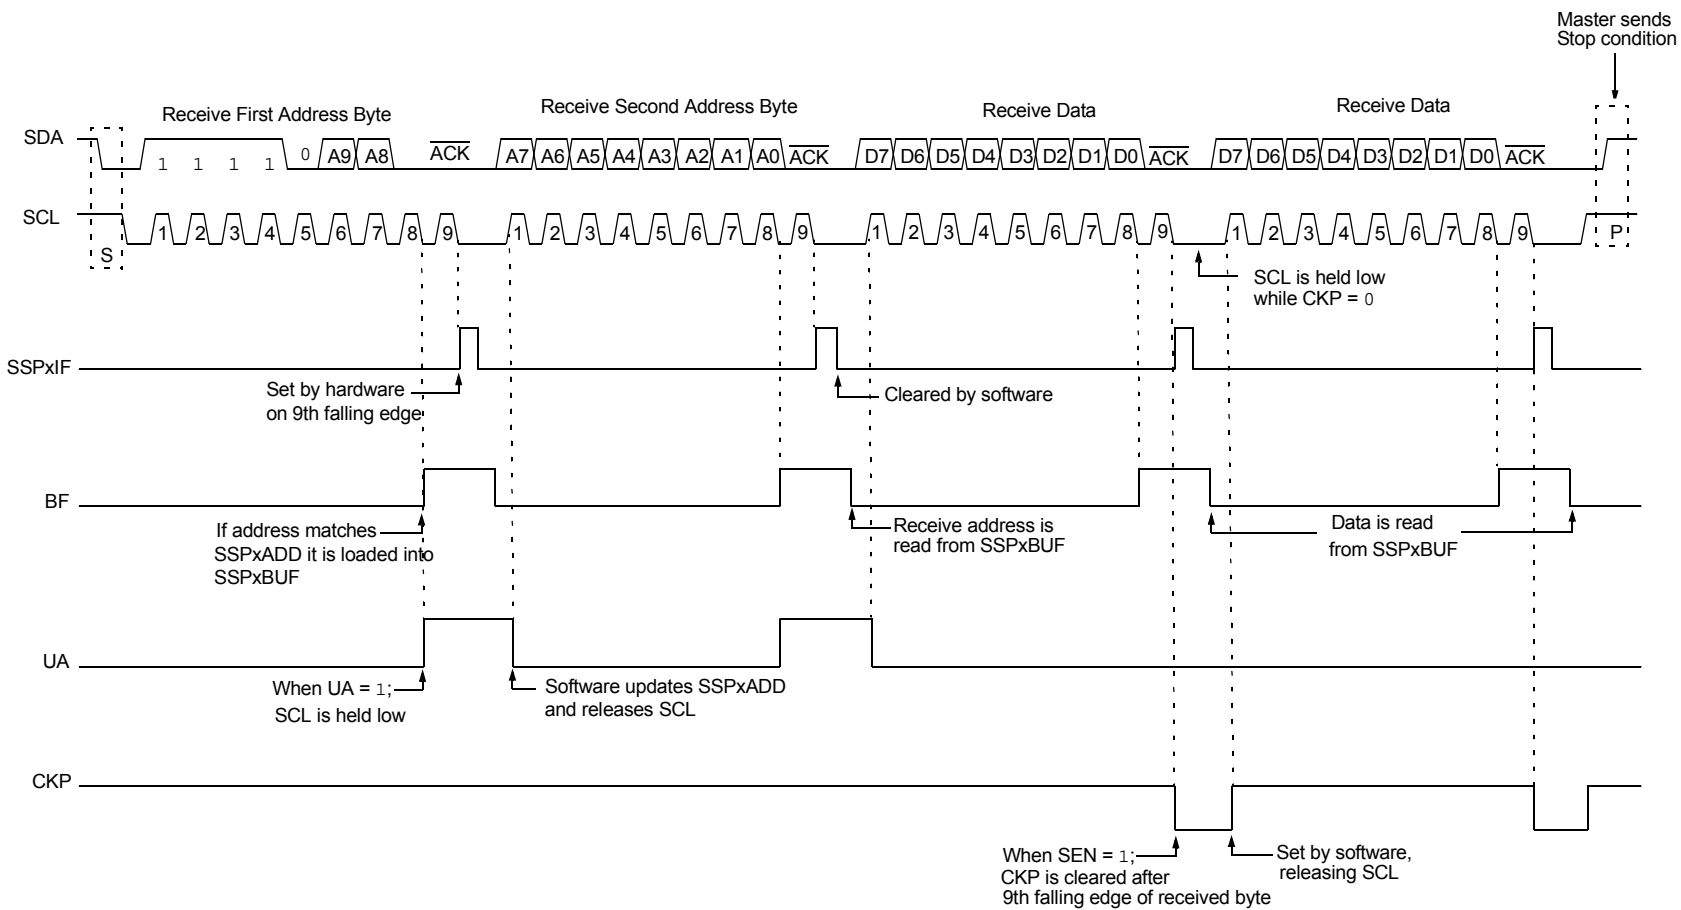 Master sends
Stop condition
Receive First Address Byte
Receive Second Address Byte
Receive Data
Receive Data
SDA
1 1 1 1 0 A9 A8 ACK A7 A6 A5 A4 A3 A2 A1 A0 ACK D7 D6 D5 D4 D3 D2 D1 D0 ACK D7 D6 D5 D4 D3 D2 D1 D0 ACK
SCL
S 1 2 3 4 5 6 7 8 9 1 2 3 4 5 6 7 8 9 1 2 3 4 5 6 7 8 9 1 2 3 4 5 6 7 8 9 P
SCL is held low
while CKP = 0
SSPxIF
Set by hardware
on 9th falling edge
Cleared by software
BF
If address matches
SSPxADD it is loaded into
SSPxBUF
Receive address is
read from SSPxBUF
Data is read
from SSPxBUF
UA
When UA = 1;
SCL is held low
Software updates SSPxADD
and releases SCL
CKP
When SEN = 1;
CKP is cleared after
9th falling edge of received byte
Set by software,
releasing SCL